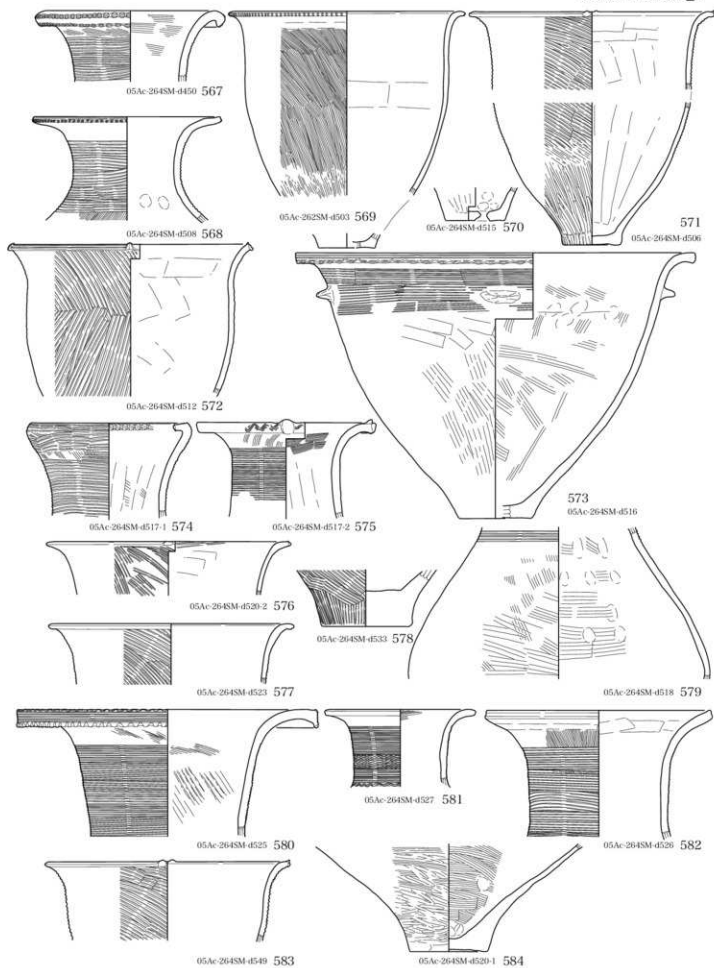 05Ac-264SM-d450 567
05Ac-264SM-d508 568
05Ac-262SM-d503 569
05Ac-264SM-d515 570
571
05Ac-264SM-d506
05Ac-264SM-d512 572
573
05Ac-264SM-d516
05Ac-264SM-d517-1 574
05Ac-264SM-d517-2 575
05Ac-264SM-d520-2 576
05Ac-264SM-d523 577
05Ac-264SM-d533 578
05Ac-264SM-d518 579
05Ac-264SM-d525 580
05Ac-264SM-d527 581
05Ac-264SM-d526 582
05Ac-264SM-d549 583
05Ac-264SM-d520-1 584